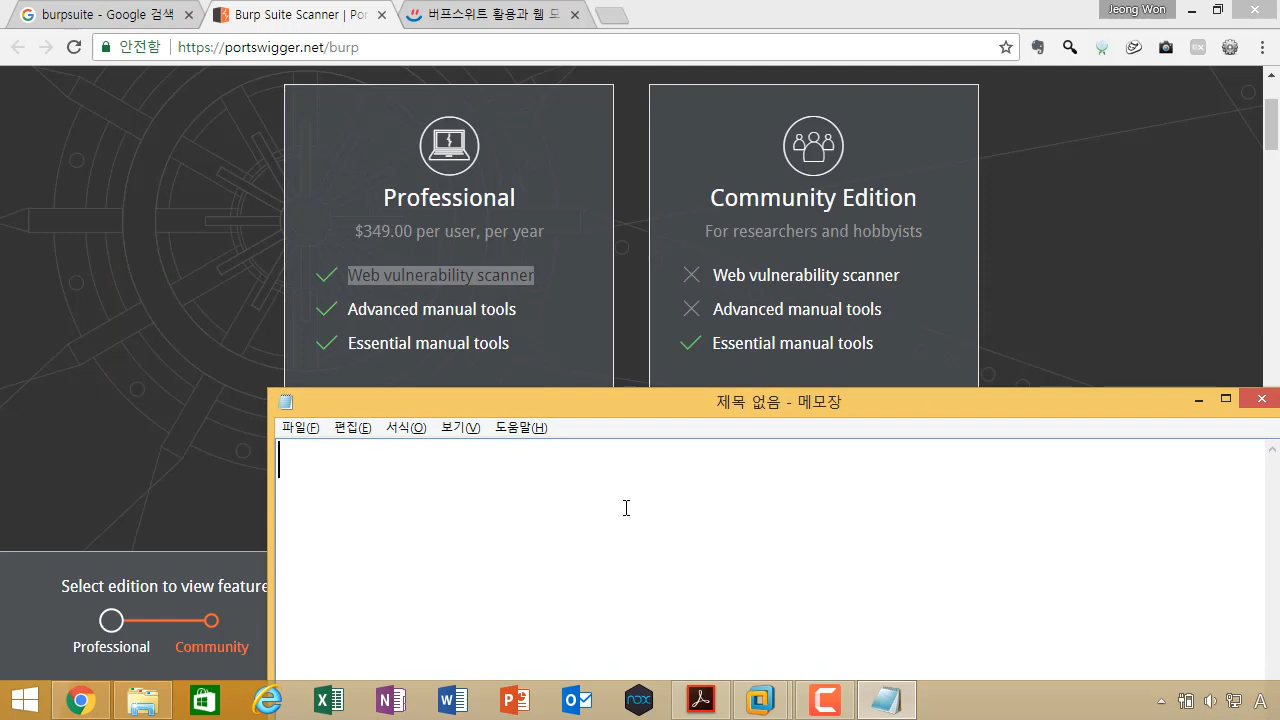 burpsuite - Google 검색
Burp Suite Scanner | Por
버프스위트 활용과 웹 모
Jeong Won
안전함
https://portswigger.net/burp
Professional
$349.00 per user, per year
Web vulnerability scanner
Advanced manual tools
Essential manual tools
Community Edition
For researchers and hobbyists
Web vulnerability scanner
Advanced manual tools
Essential manual tools
제목 없음 - 메모장
파일(F) 편집(E) 서식(O) 보기(V) 도움말(H)
Select edition to view feature
Professional
Community
nox
A